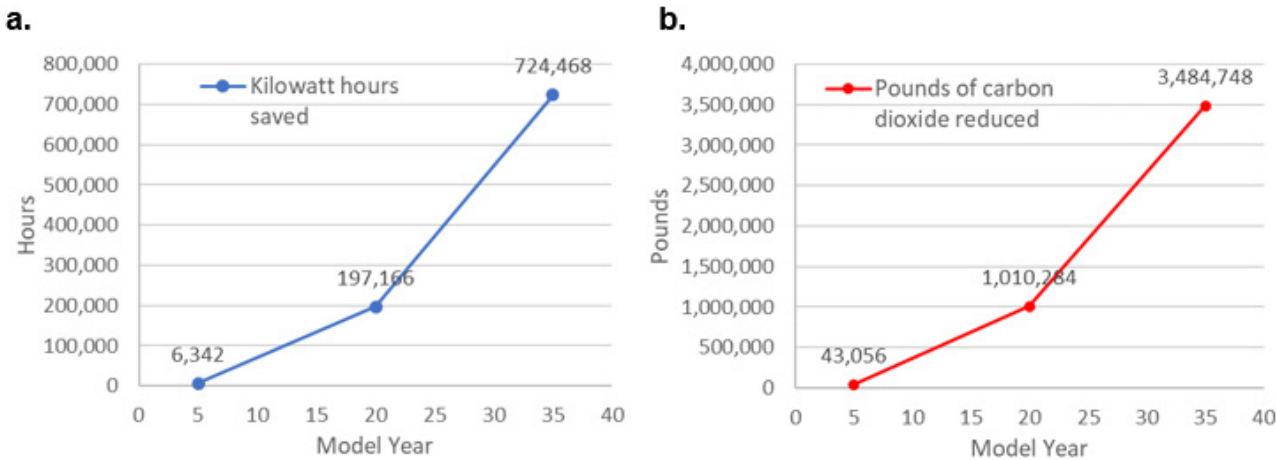 a.
800,000
700,000
600,000
500,000
400,000
300,000
200,000
100,000
0
Hours
Kilowatt hours
saved
724,468
197,166
6,342
0 5 10 15 20 25 30 35 40
Model Year
b.
4,000,000
3,500,000
3,000,000
2,500,000
2,000,000
1,500,000
1,000,000
500,000
0
Pounds
Pounds of carbon
dioxide reduced
3,484,748
1,010,284
43,056
0 5 10 15 20 25 30 35 40
Model Year